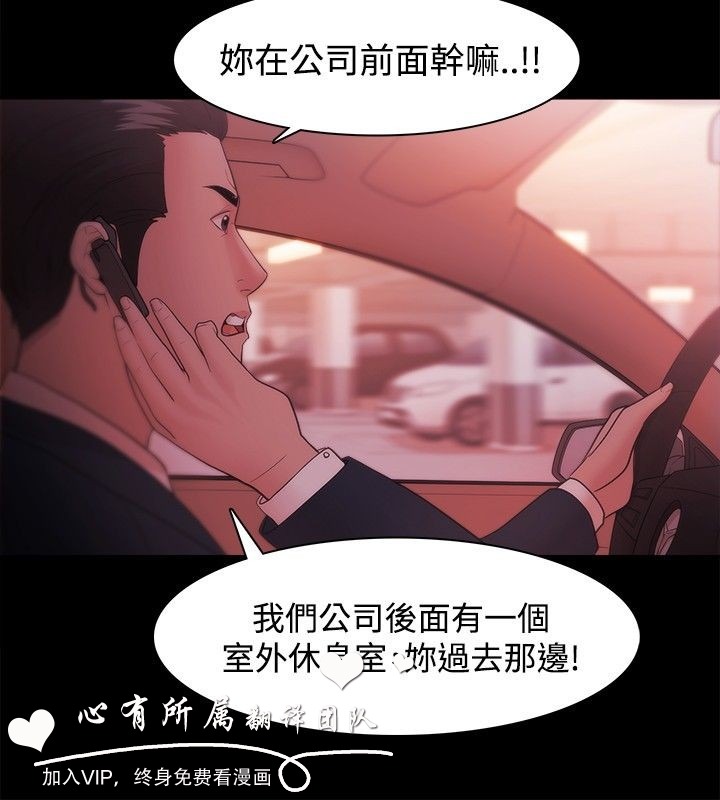 妳在公司前面幹嘛..!!
我們公司後面有一個
室外休息室,妳過去那邊!
心有所属翻译团队
加入VIP，终身免费看漫画